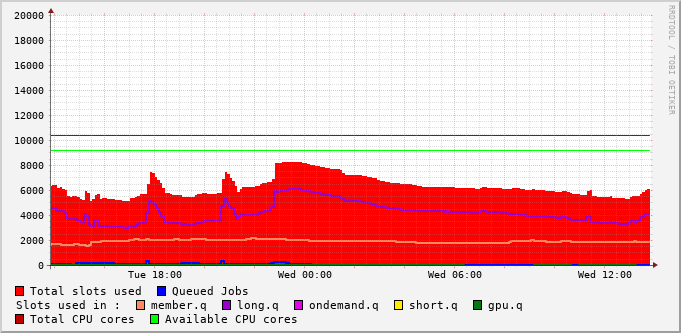 RRDTOOL / TOBI OETIKER
20000
18000
16000
14000
12000
10000
8000
6000
4000
2000
0
Tue 18:00 Wed 00:00 Wed 06:00 Wed 12:00
Total slots used Queued Jobs
Slots used in : member.q long.q ondemand.q short.q gpu.q
Total CPU cores Available CPU cores